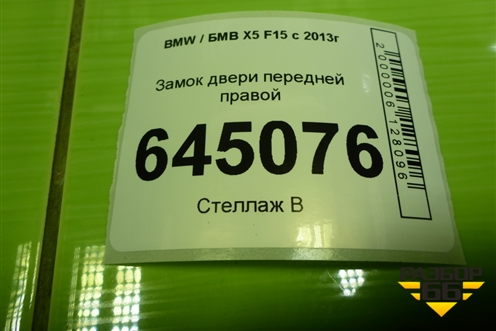 BMW / БМВ X5 F15 с 2013г
Замок двери передней
правой
645076
Стеллаж В
2000006128096
РАЗБОР
66